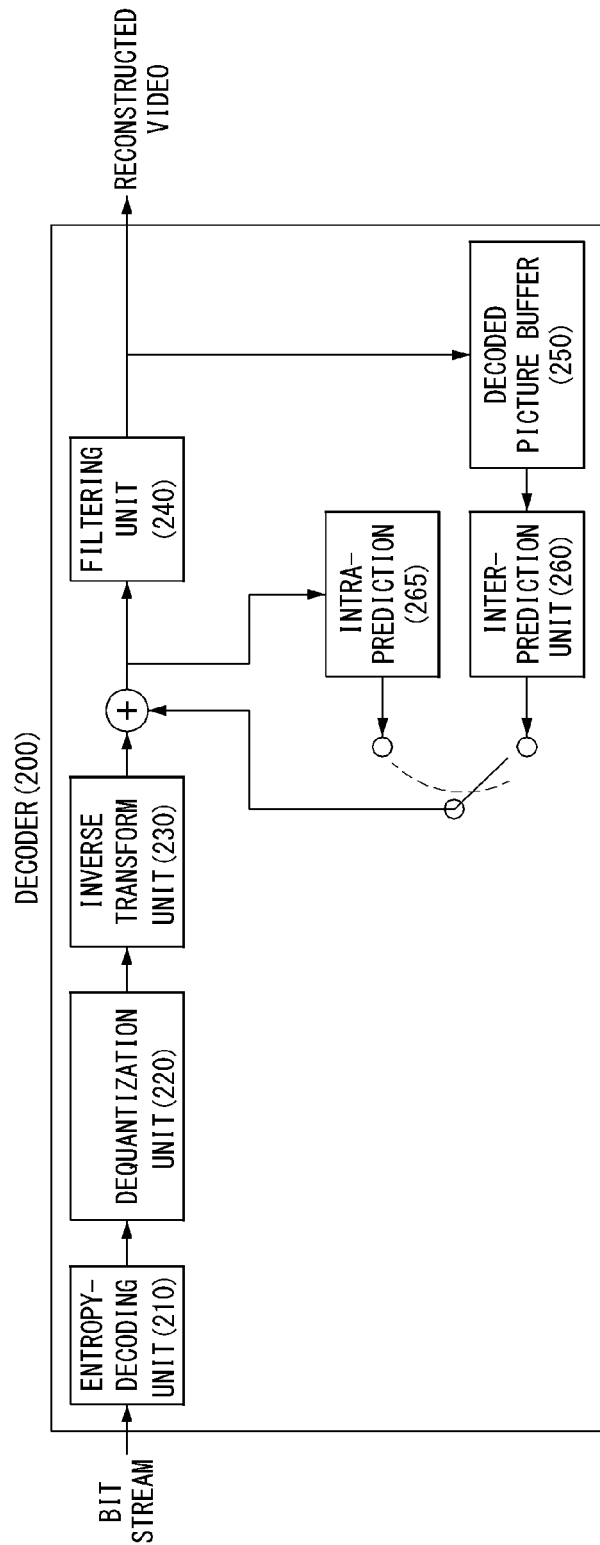 DECODER(200)
BIT
STREAM
ENTROPY-
DECODING
UNIT(210)
DEQUANTIZATION
UNIT(220)
INVERSE
TRANSFORM
UNIT(230)
+
FILTERING
UNIT
(240)
RECONSTRUCTED
VIDEO
INTRA-
PREDICTION
(265)
INTER-
PREDICTION
UNIT(260)
DECODED
PICTURE BUFFER
(250)